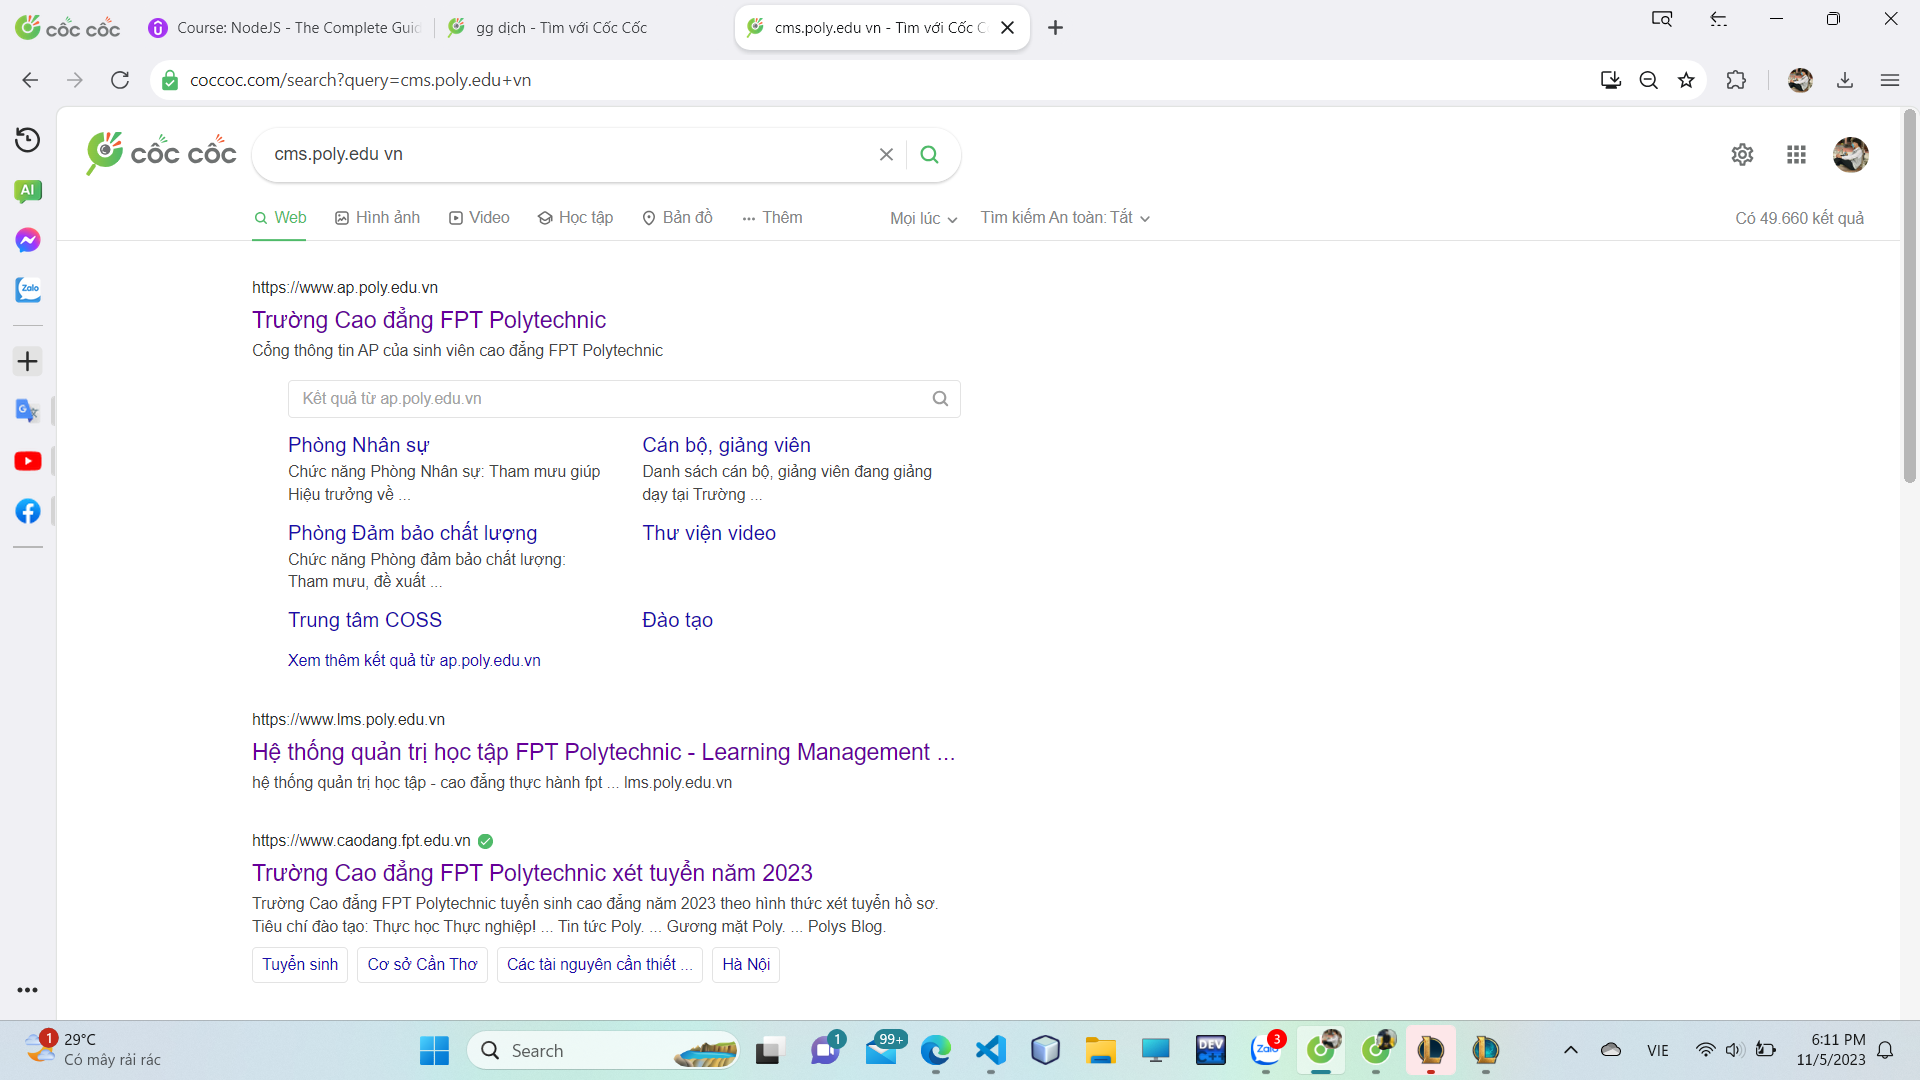 cốc cốc
Course: NodeJS - The Complete Guid
gg dịch - Tìm với Cốc Cốc
cms.poly.edu vn - Tìm với Cốc C
coccoc.com/search?query=cms.poly.edu+vn
cốc cốc
cms.poly.edu vn
AI
Zalo
Web
Hình ảnh
Video
Học tập
Bản đồ
Thêm
Mọi lúc
Tìm kiếm An toàn: Tắt
Có 49.660 kết quả
https://www.ap.poly.edu.vn
Trường Cao đẳng FPT Polytechnic
Cổng thông tin AP của sinh viên cao đẳng FPT Polytechnic
Kết quả từ ap.poly.edu.vn
Phòng Nhân sự
Chức năng Phòng Nhân sự: Tham mưu giúp
Hiệu trưởng về ...
Cán bộ, giảng viên
Danh sách cán bộ, giảng viên đang giảng
dạy tại Trường ...
Phòng Đảm bảo chất lượng
Chức năng Phòng đảm bảo chất lượng:
Tham mưu, đề xuất ...
Thư viện video
Trung tâm COSS
Đào tạo
Xem thêm kết quả từ ap.poly.edu.vn
https://www.lms.poly.edu.vn
Hệ thống quản trị học tập FPT Polytechnic - Learning Management ...
hệ thống quản trị học tập - cao đẳng thực hành fpt ... lms.poly.edu.vn
https://www.caodang.fpt.edu.vn
Trường Cao đẳng FPT Polytechnic xét tuyển năm 2023
Trường Cao đẳng FPT Polytechnic tuyển sinh cao đẳng năm 2023 theo hình thức xét tuyển hồ sơ.
Tiêu chí đào tạo: Thực học Thực nghiệp! ... Tin tức Poly. ... Gương mặt Poly. ... Polys Blog.
Tuyển sinh
Cơ sở Cần Thơ
Các tài nguyên cần thiết ...
Hà Nội
1
29°C
Có mây rải rác
Search
1
99+
DEV
C++
Zalo
3
VIE
6:11 PM
11/5/2023